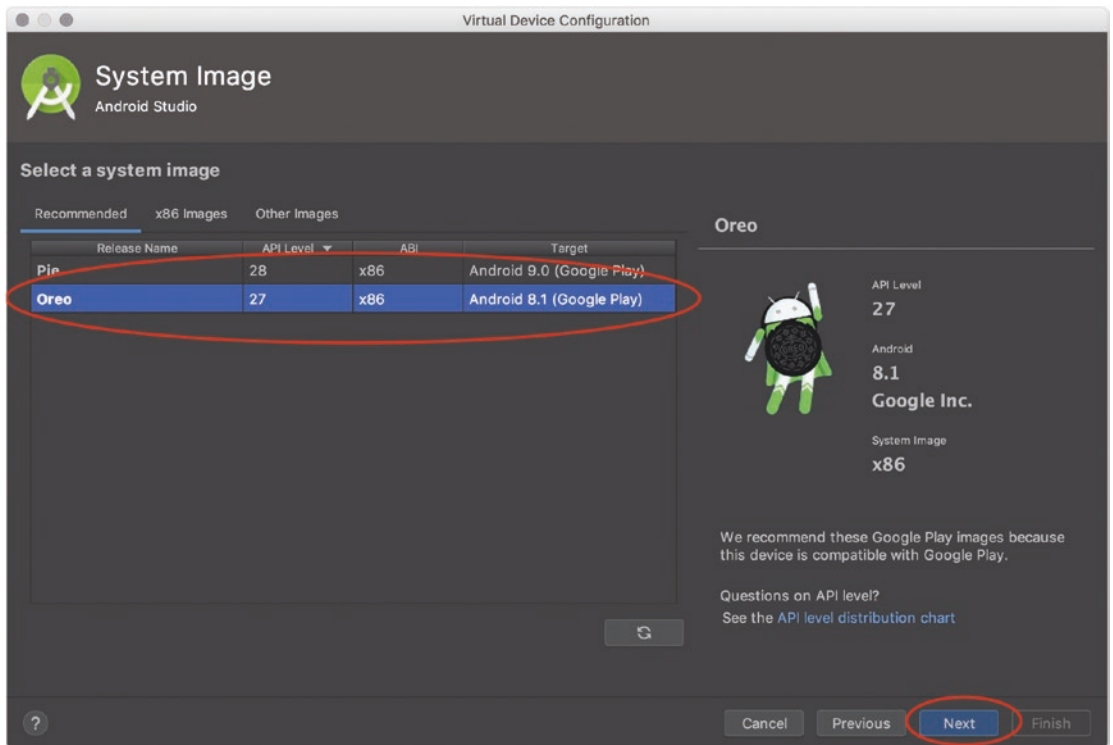 Virtual Device Configuration
System Image
Android Studio
Select a system image
Recommended x86 Images Other Images
Release Name API Level ABI Target
Pie 28 x86 Android 9.0 (Google Play)
Oreo 27 x86 Android 8.1 (Google Play)
Oreo
API Level
27
Android
8.1
Google Inc.
System Image
x86
We recommend these Google Play images because
this device is compatible with Google Play.
Questions on API level?
See the API level distribution chart
? Cancel Previous Next Finish